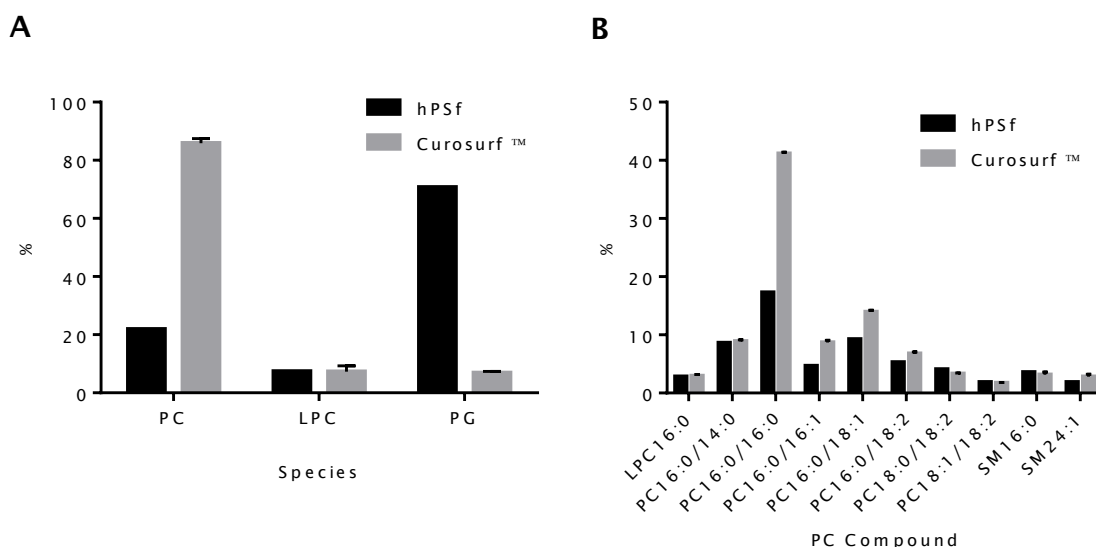 A
100
80
60
40
20
0
%
hPSf
Curosurf ™
PC
LPC
PG
Species
B
50
40
30
20
10
0
%
hPSf
Curosurf ™
LPC16:0
PC16:0/14:0
PC16:0/16:0
PC16:0/16:1
PC16:0/18:1
PC16:0/18:2
PC18:0/18:2
PC18:1/18:2
SM16:0
SM24:1
PC Compound